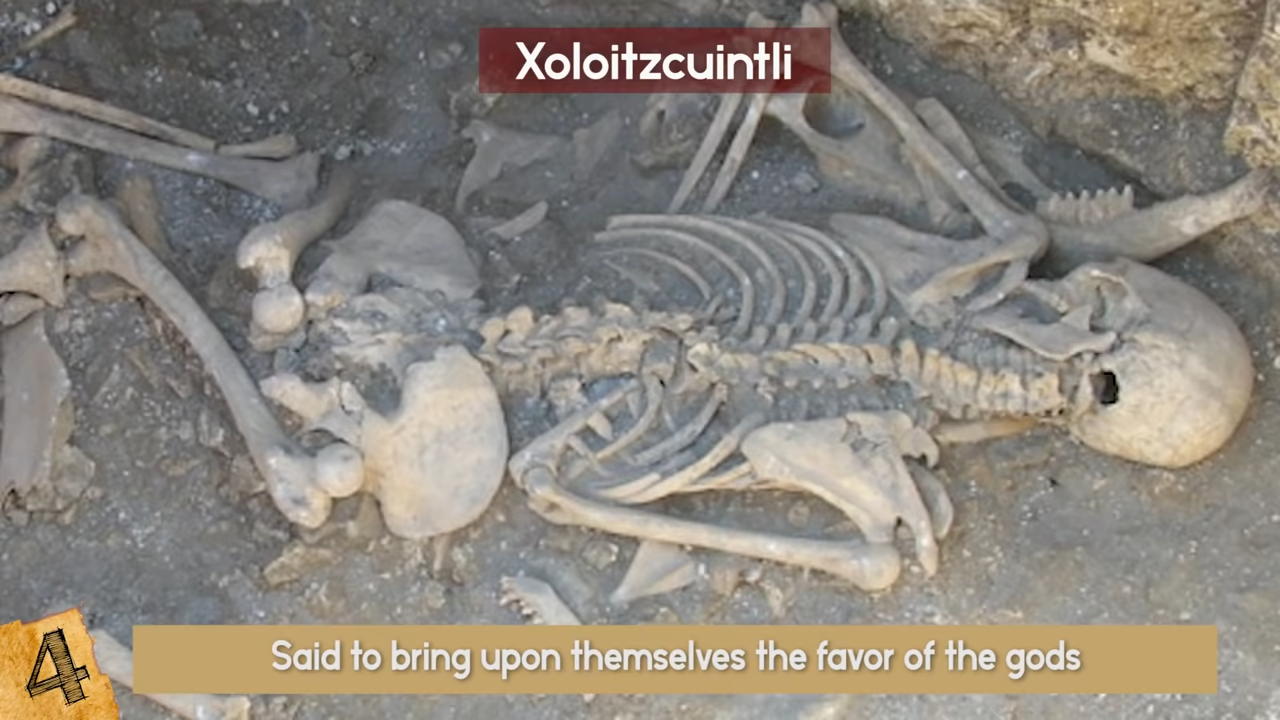 Xoloitzcuintli
4
Said to bring upon themselves the favor of the gods